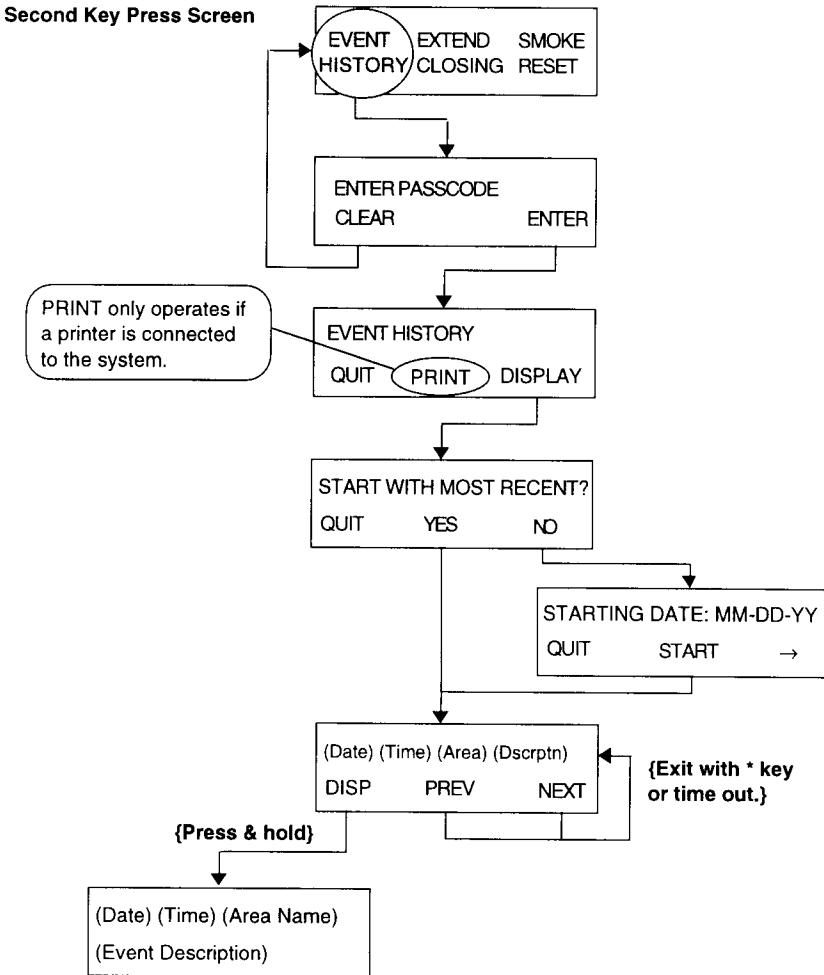 Second Key Press Screen
EVENT EXTEND SMOKE
HISTORY CLOSING RESET
ENTER PASSCODE
CLEAR ENTER
PRINT only operates if
a printer is connected
to the system.
EVENT HISTORY
QUIT PRINT DISPLAY
START WITH MOST RECENT?
QUIT YES NO
STARTING DATE: MM-DD-YY
QUIT START →
(Date) (Time) (Area) (Dscrptn)
DISP PREV NEXT
{Exit with * key
or time out.}
{Press & hold}
(Date) (Time) (Area Name)
(Event Description)